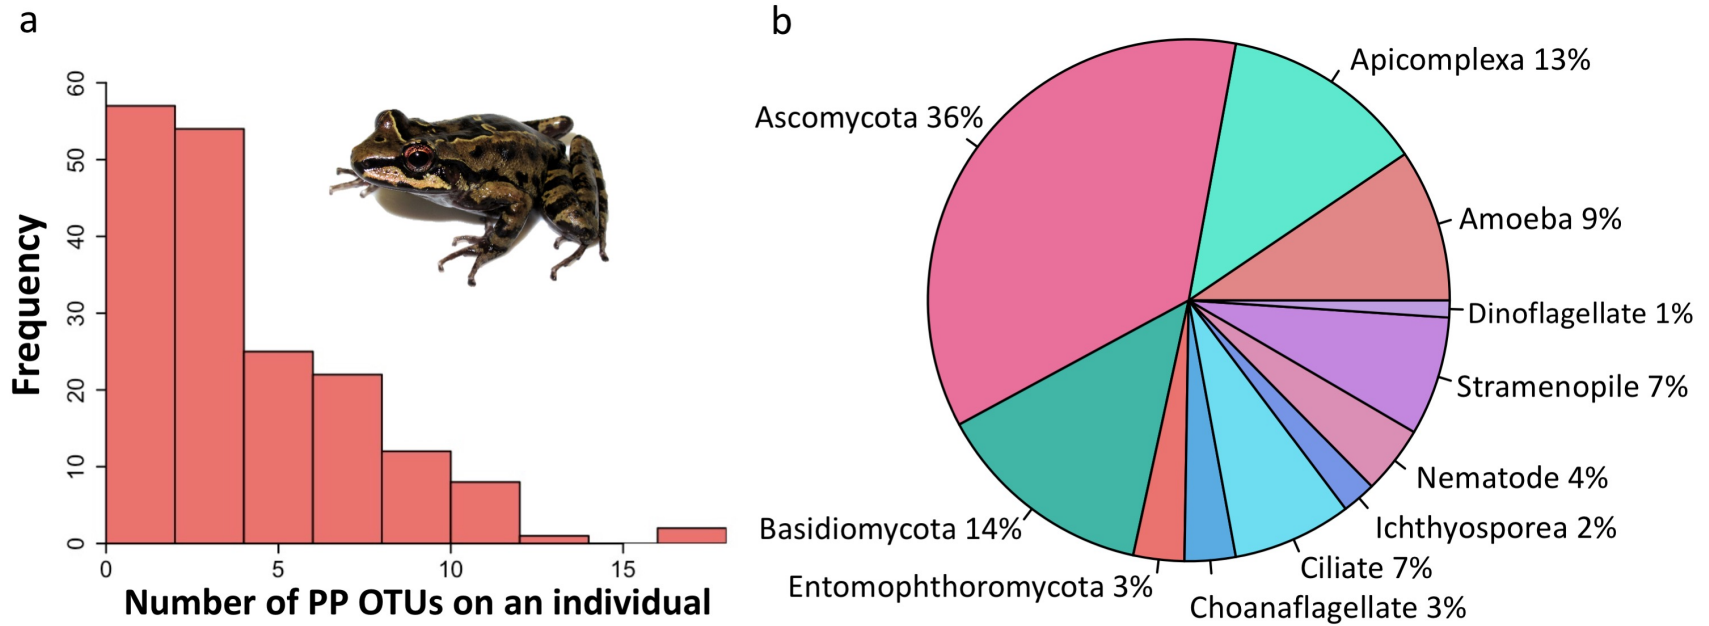 a
60
50
40
30
20
10
0
Frequency
0 5 10 15
Number of PP OTUs on an individual
b
Apicomplexa 13%
Ascomycota 36%
Amoeba 9%
Dinoflagellate 1%
Stramenopile 7%
Nematode 4%
Ichthyosporea 2%
Basidiomycota 14%
Ciliate 7%
Entomophthoromycota 3%
Choanaflagellate 3%